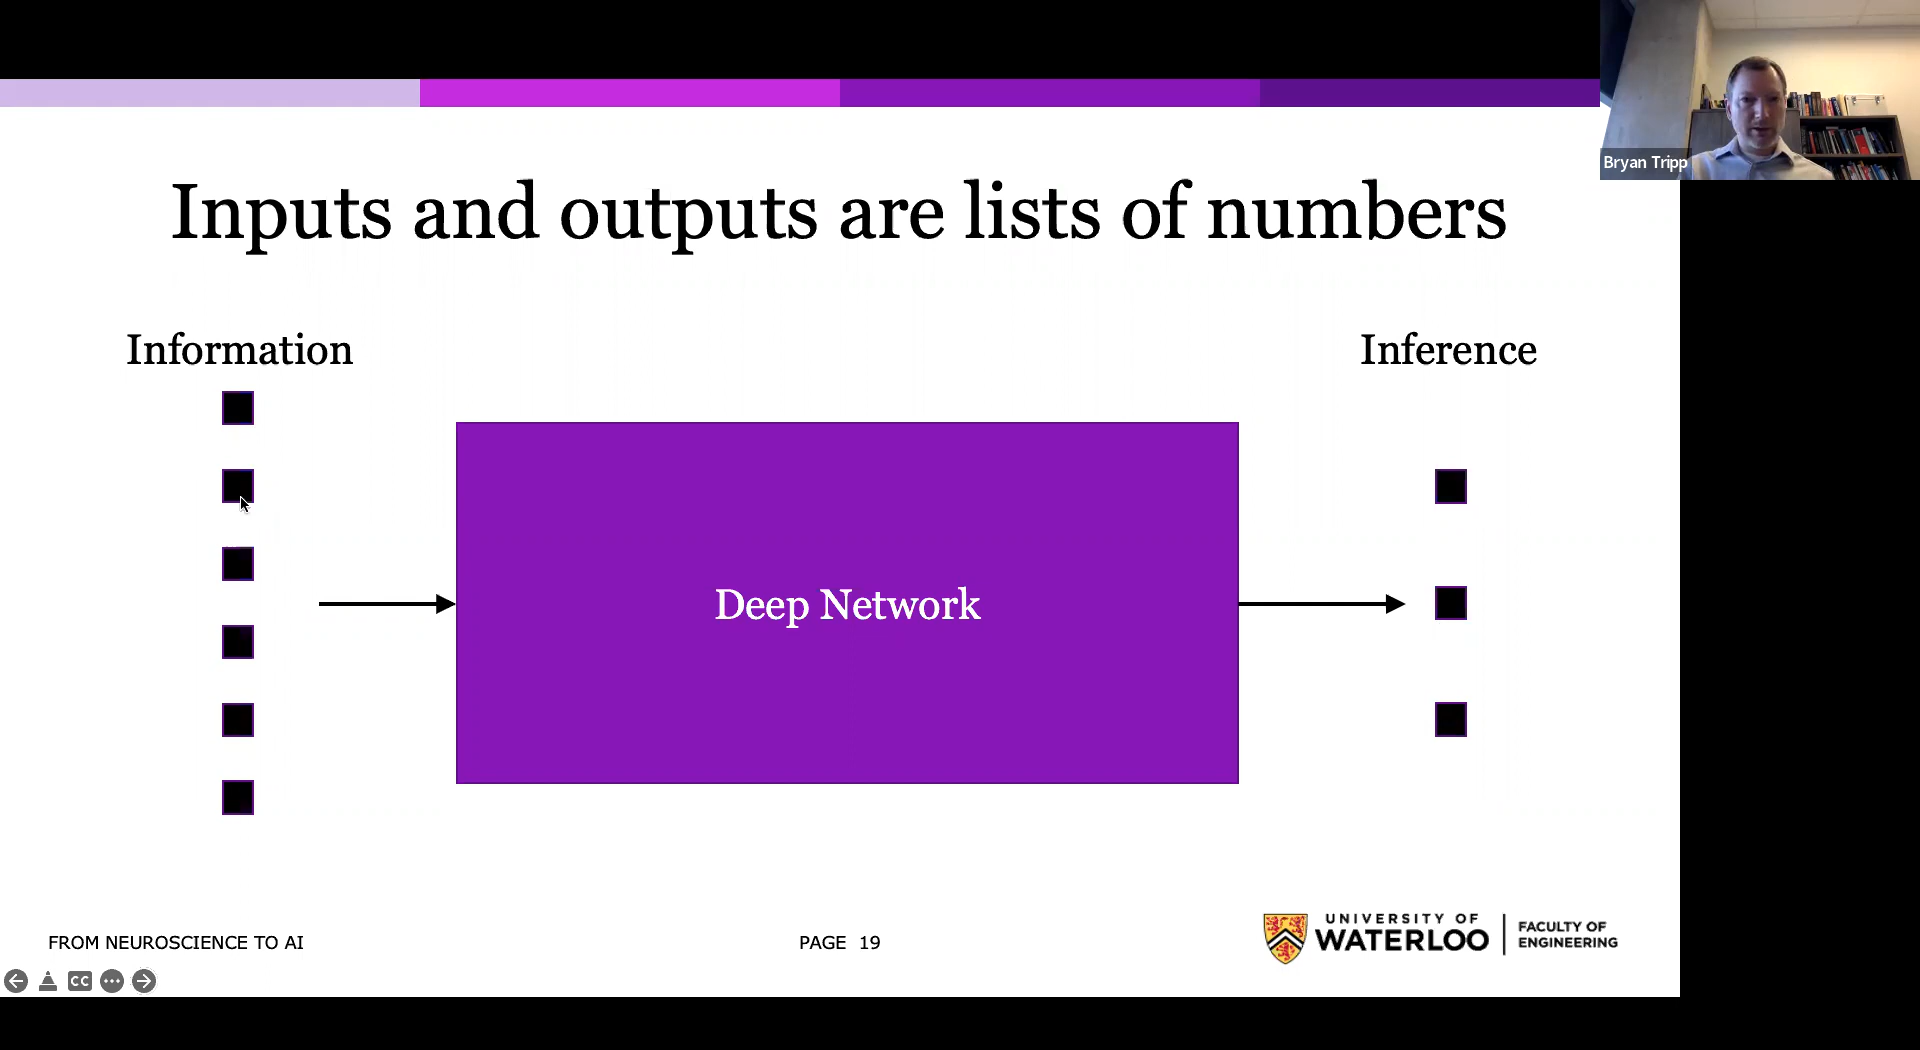 Bryan Tripp
Inputs and outputs are lists of numbers
Information
Inference
Deep Network
FROM NEUROSCIENCE TO AI
PAGE 19
UNIVERSITY OF
WATERLOO
FACULTY OF
ENGINEERING
CC